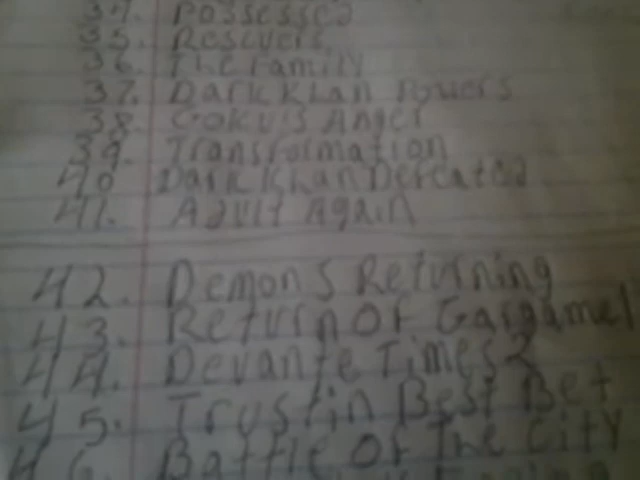 34. Possessed
35. Rescuers
36. The Family
37. Dark Khan Powers
38. Goku's Anger
39. Transformation
40 Dark Khan Defeated
41. Adult Again
42. Demons Returning
43. Return Of Gargamel
44. Devante Times 2
45. Trust in Best Bet
46. Battle Of The City